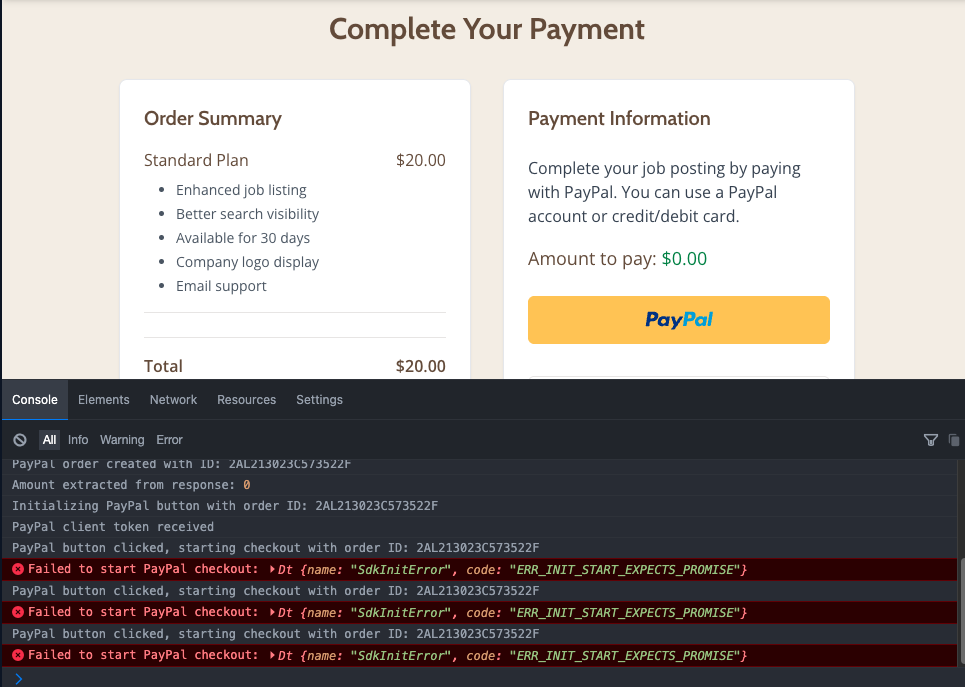 Complete Your Payment
Order Summary
Standard Plan $20.00
Enhanced job listing
Better search visibility
Available for 30 days
Company logo display
Email support
Total $20.00
Payment Information
Complete your job posting by paying
with PayPal. You can use a PayPal
account or credit/debit card.
Amount to pay: $0.00
PayPal
Console Elements Network Resources Settings
All Info Warning Error
PayPal order created with ID: 2AL213023C573522F
Amount extracted from response: 0
Initializing PayPal button with order ID: 2AL213023C573522F
PayPal client token received
PayPal button clicked, starting checkout with order ID: 2AL213023C573522F
Failed to start PayPal checkout: Dt {name: "SdkInitError", code: "ERR_INIT_START_EXPECTS_PROMISE"}
PayPal button clicked, starting checkout with order ID: 2AL213023C573522F
Failed to start PayPal checkout: Dt {name: "SdkInitError", code: "ERR_INIT_START_EXPECTS_PROMISE"}
PayPal button clicked, starting checkout with order ID: 2AL213023C573522F
Failed to start PayPal checkout: Dt {name: "SdkInitError", code: "ERR_INIT_START_EXPECTS_PROMISE"}